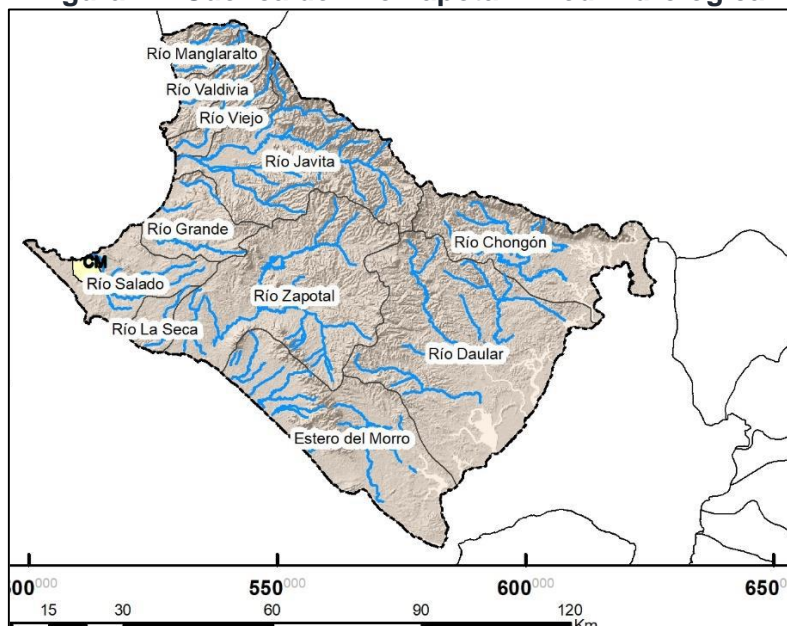 Río Manglaralto
Río Valdivia
Río Viejo
Río Javita
Río Grande
Río Chongón
CM
Río Salado
Río Zapotal
Río La Seca
Río Daular
Estero del Morro
550000
600000
15 30 60 90 120
Km